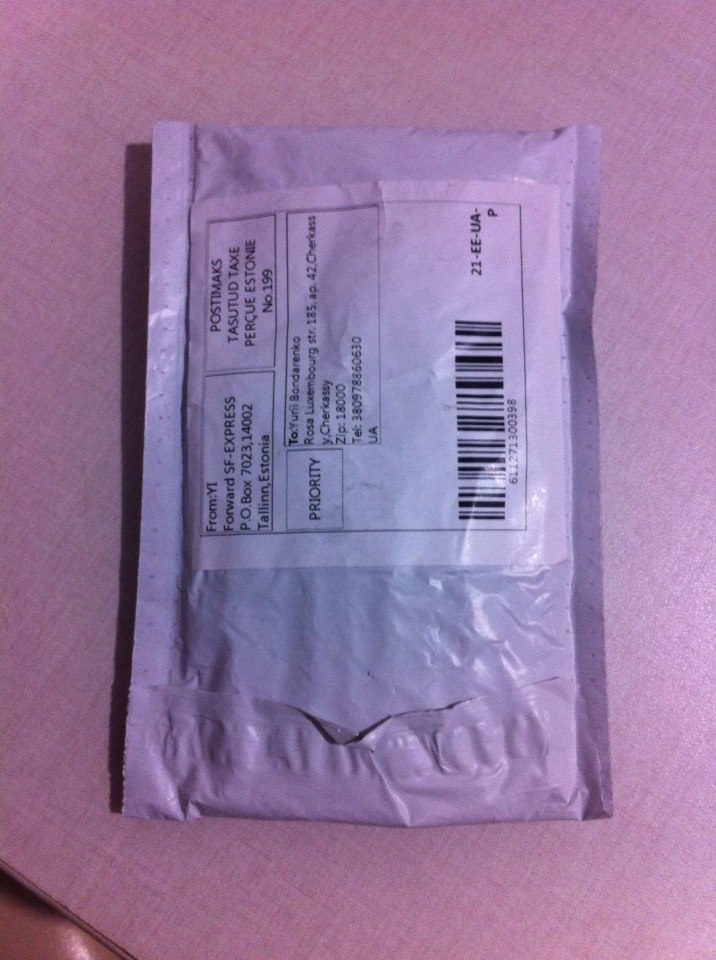 From:YI
Forward SF-EXPRESS
P.O.Box 7023,14002
Tallinn,Estonia
POSTIMAKS
TASUTUD TAXE
PERÇUE ESTONIE
No.199
PRIORITY
To:Yurii Bondarenko
Rosa Luxembourg str. 185, ap. 42,Cherkass
y,Cherkassy
Zip: 18000
Tel: 380978860630
UA
21-EE-UA-
P
611271300398